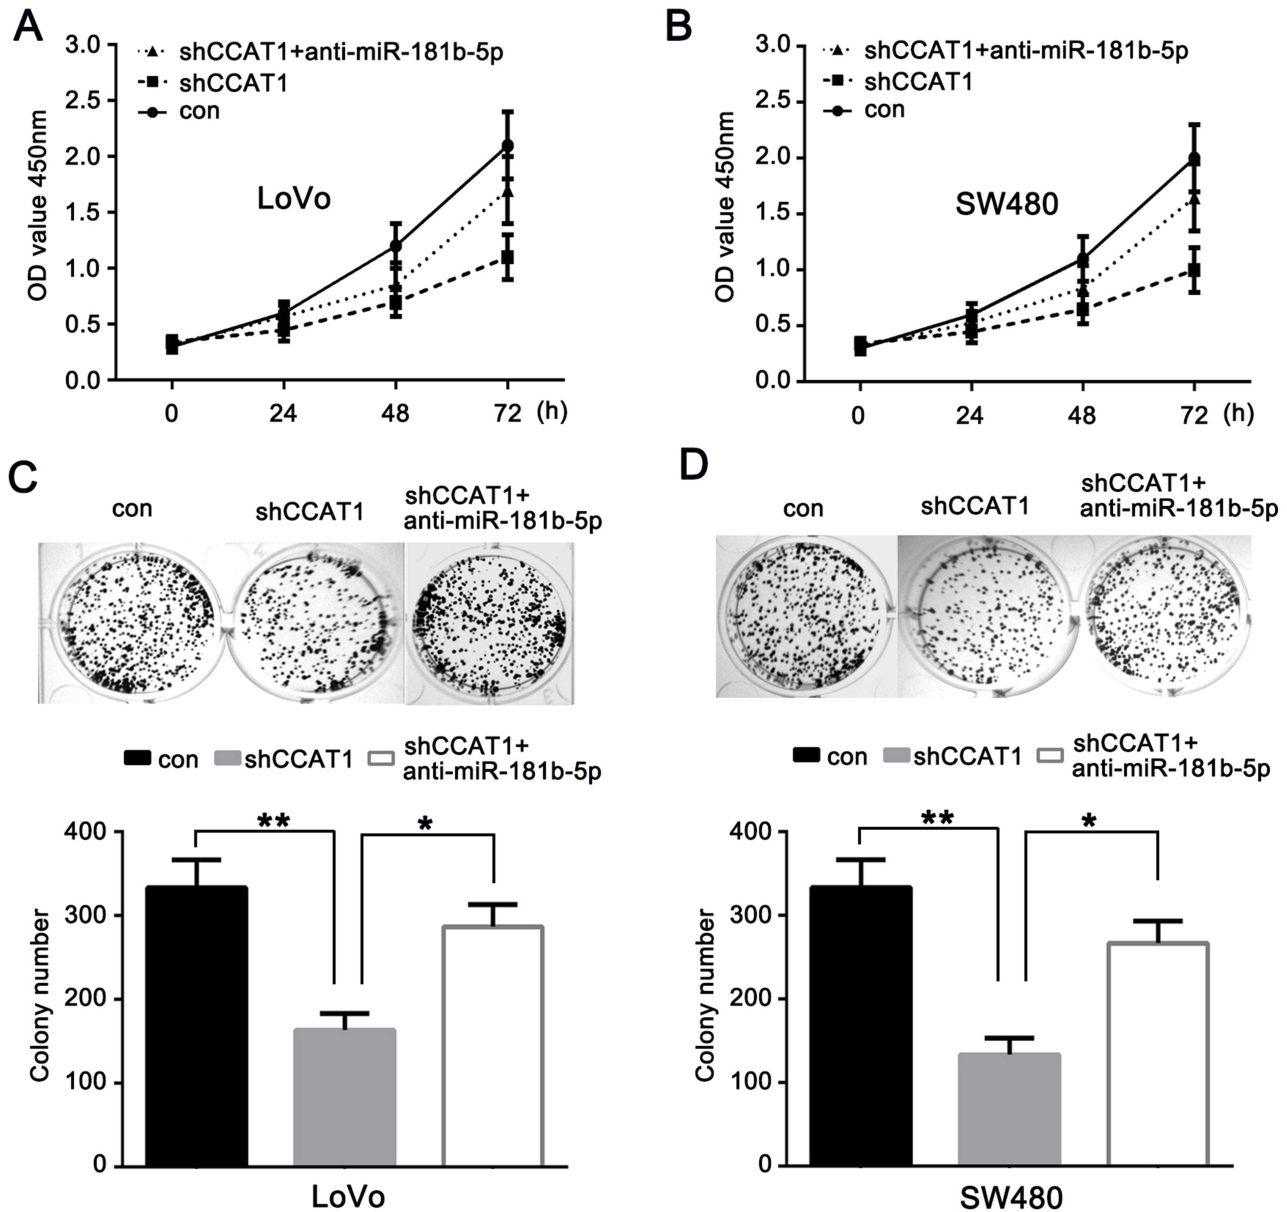 A
3.0
2.5
2.0
1.5
1.0
0.5
0.0
OD value 450nm
shCCAT1+anti-miR-181b-5p
shCCAT1
con
LoVo
0 24 48 72 (h)
B
3.0
2.5
2.0
1.5
1.0
0.5
0.0
OD value 450nm
shCCAT1+anti-miR-181b-5p
shCCAT1
con
SW480
0 24 48 72 (h)
C
con
shCCAT1
shCCAT1+
anti-miR-181b-5p
con
shCCAT1
shCCAT1+
anti-miR-181b-5p
400
300
200
100
0
Colony number
**
*
LoVo
D
con
shCCAT1
shCCAT1+
anti-miR-181b-5p
con
shCCAT1
shCCAT1+
anti-miR-181b-5p
400
300
200
100
0
Colony number
**
*
SW480